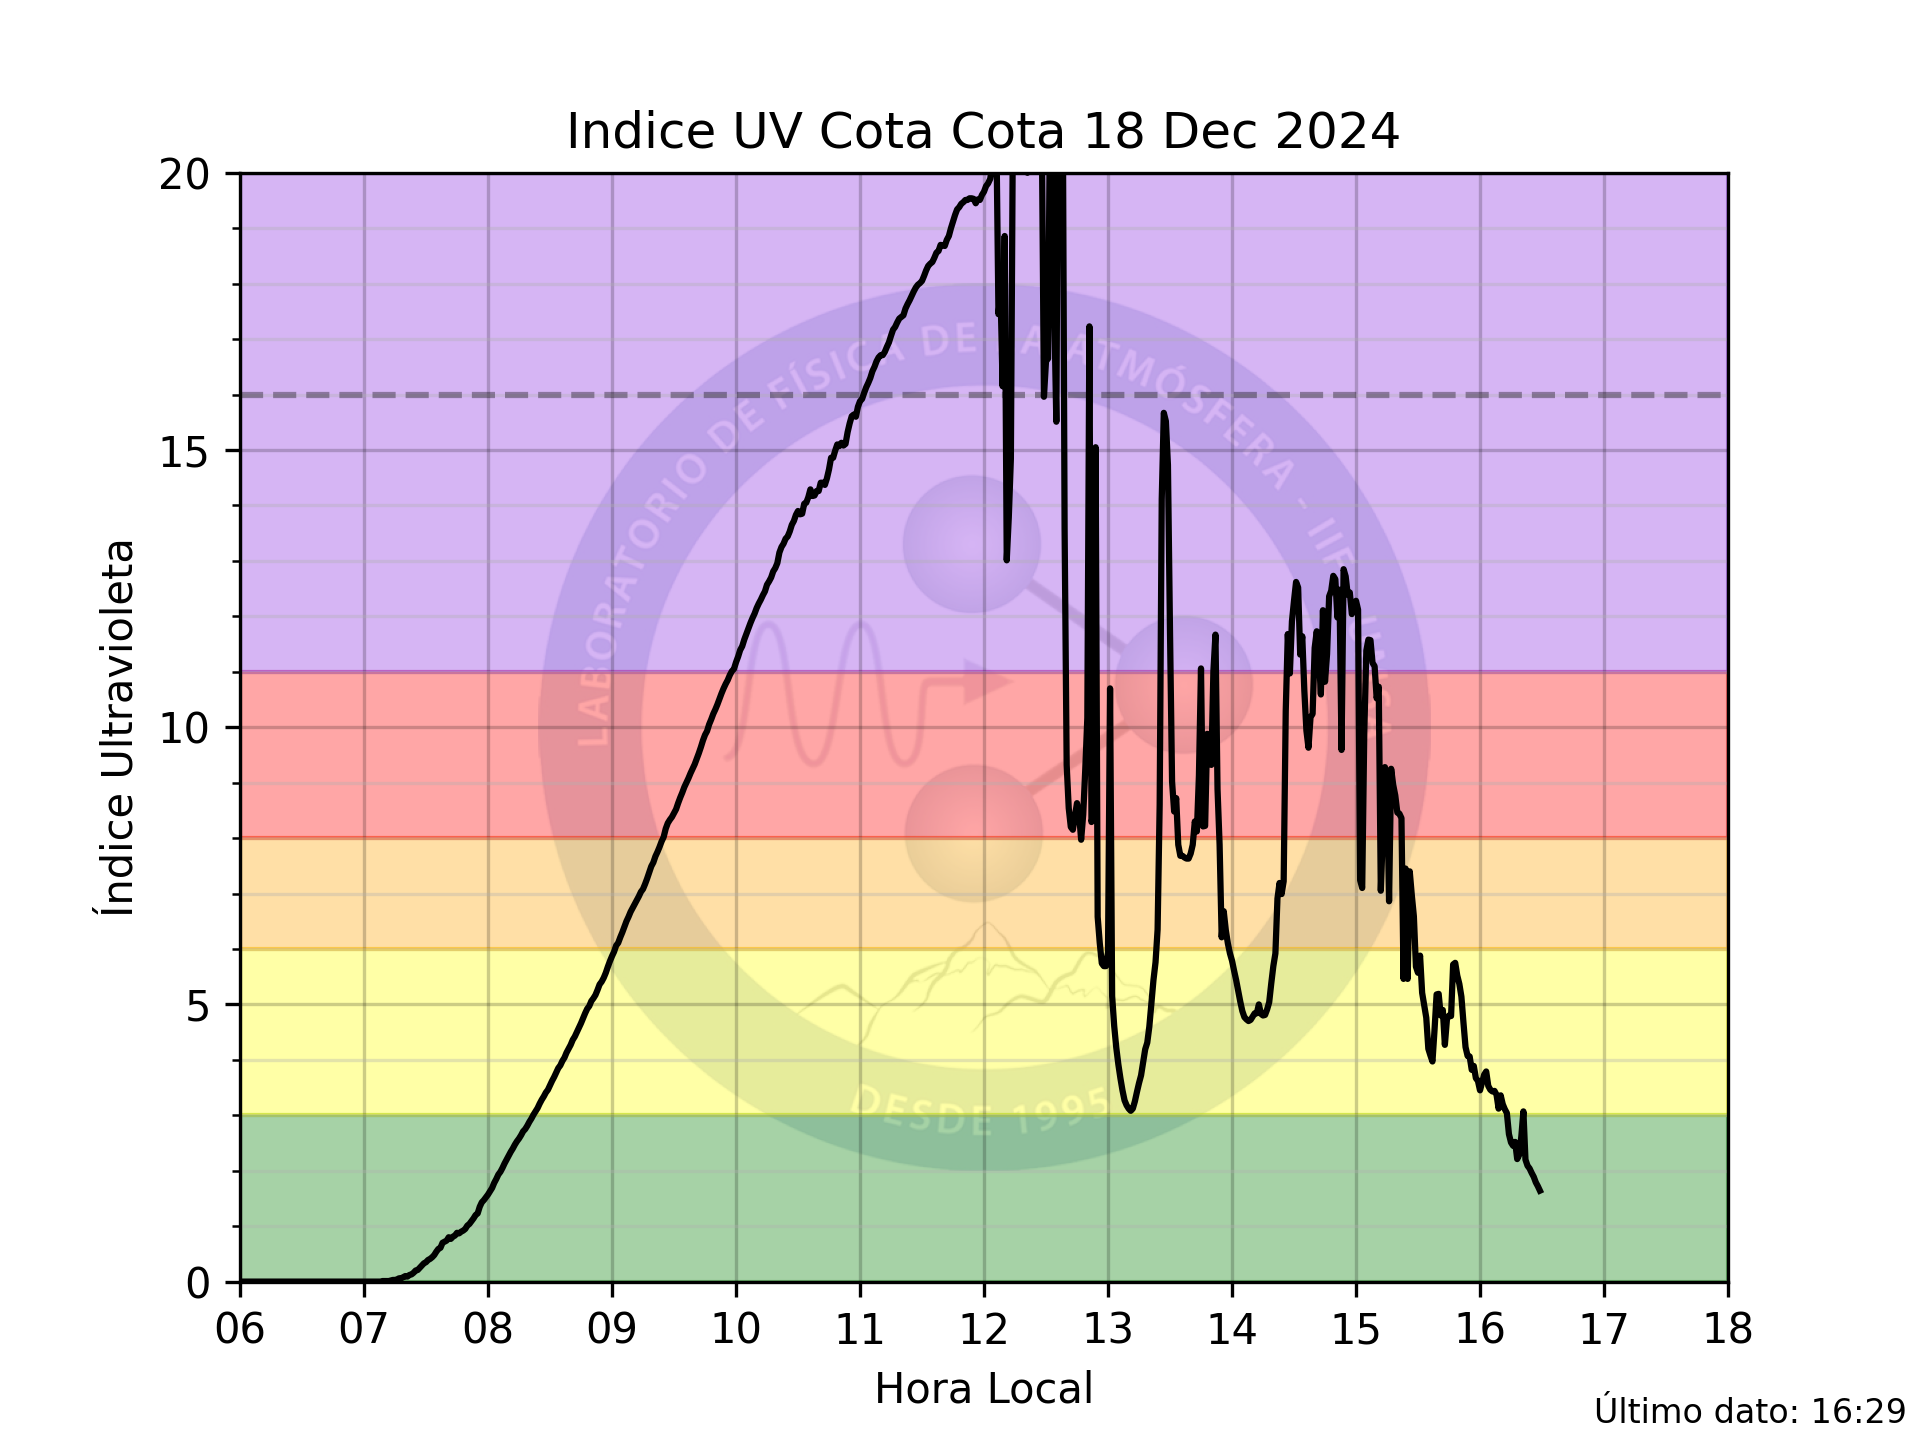 Indice UV Cota Cota 18 Dec 2024
20
15
10
5
0
Índice Ultravioleta
06 07 08 09 10 11 12 13 14 15 16 17 18
Hora Local
Último dato: 16:29
LABORATORIO DE FÍSICA DE LA ATMÓSFERA - IIF
DESDE 1995